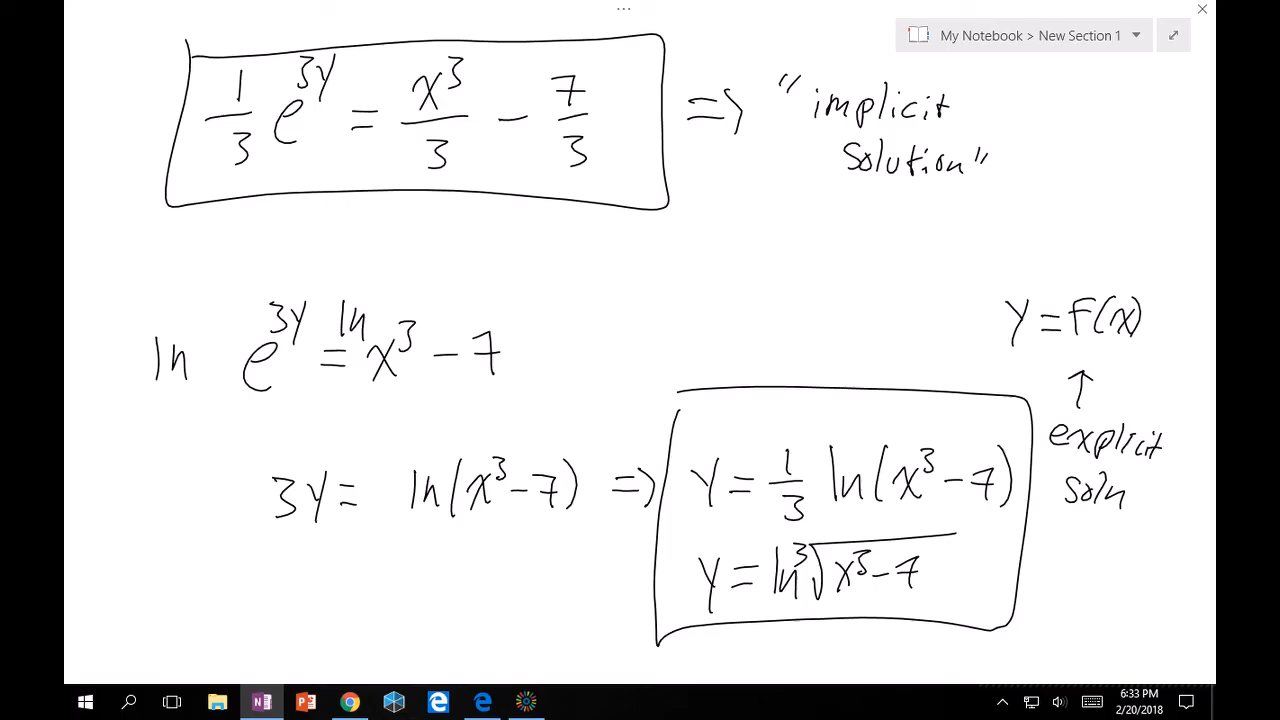 My Notebook > New Section 1
1/3 e^{3y} = x^3/3 - 7/3 => "implicit
solution"
y = F(x)
ln e^{3y} = ln x^3 - 7
explicit
soln
3y = ln(x^3 - 7) => y = 1/3 ln(x^3 - 7)
y = ln ∛(x^3 - 7)
6:33 PM
2/20/2018